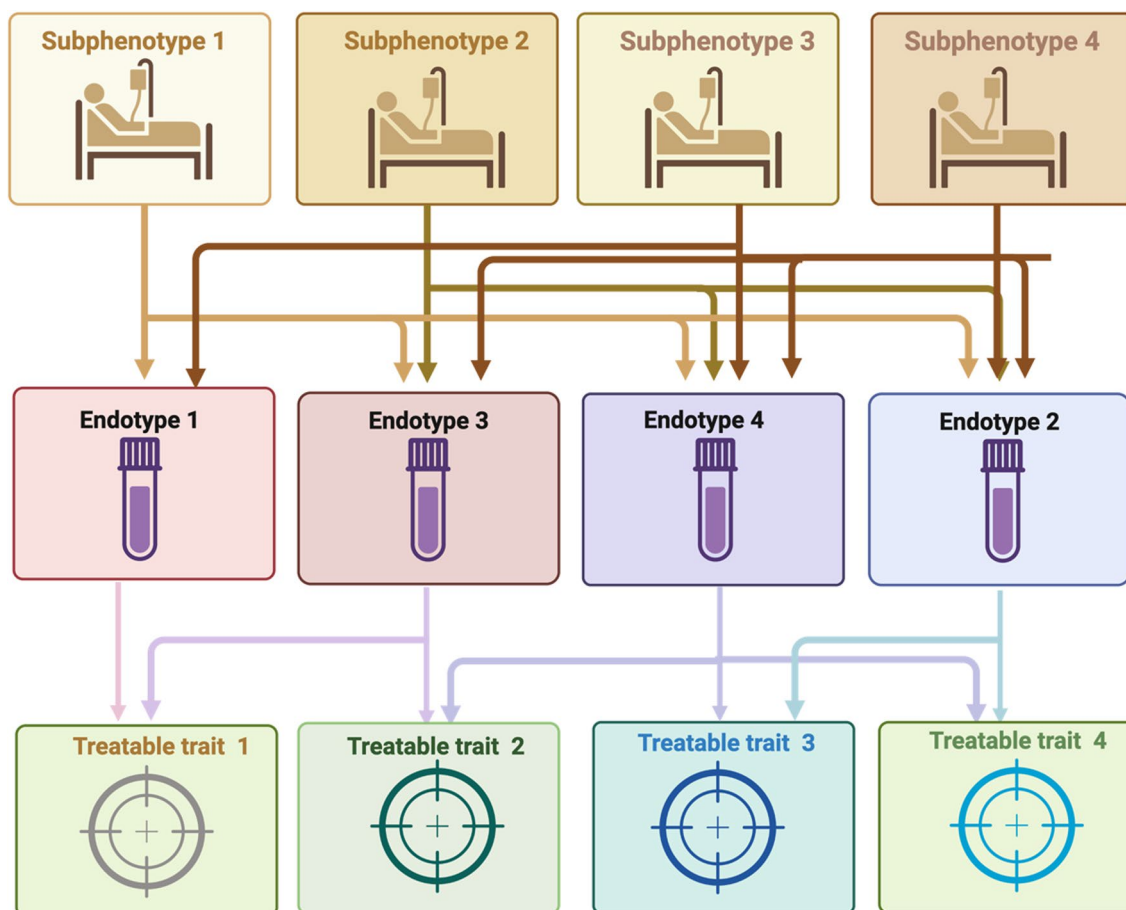 Subphenotype 1
Subphenotype 2
Subphenotype 3
Subphenotype 4
Endotype 1
Endotype 3
Endotype 4
Endotype 2
Treatable trait 1
Treatable trait 2
Treatable trait 3
Treatable trait 4